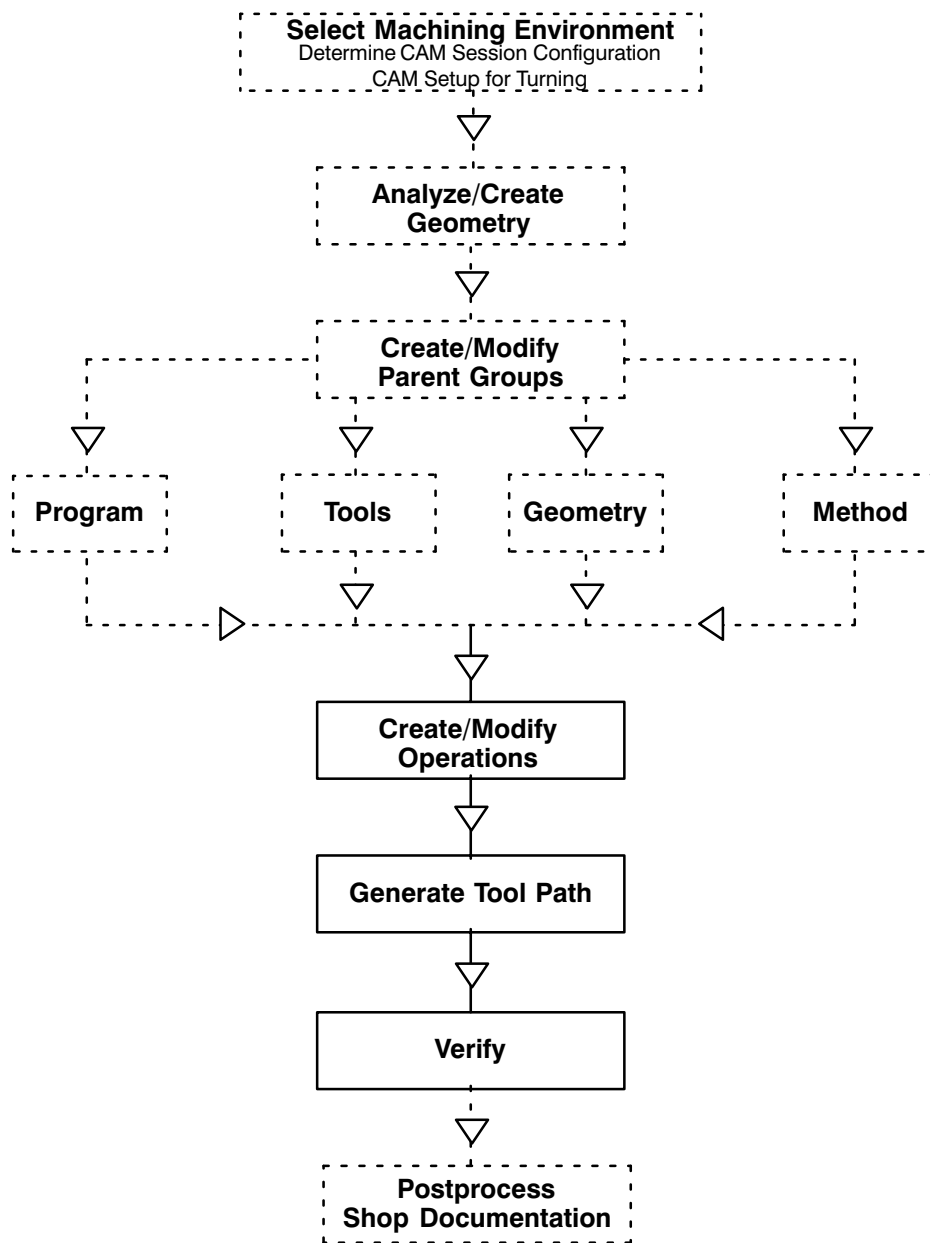 Select Machining Environment
Determine CAM Session Configuration
CAM Setup for Turning
Analyze/Create
Geometry
Create/Modify
Parent Groups
Program
Tools
Geometry
Method
Create/Modify
Operations
Generate Tool Path
Verify
Postprocess
Shop Documentation